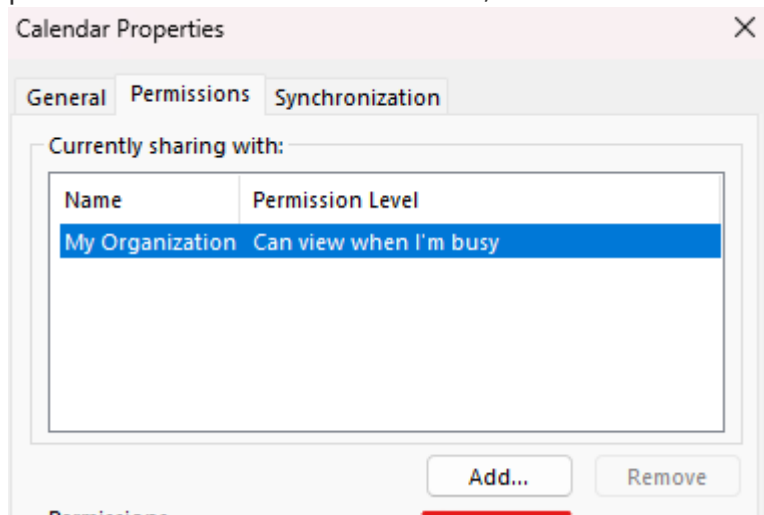 Calendar Properties
General Permissions Synchronization
Currently sharing with:
Name Permission Level
My Organization Can view when I'm busy
Add... Remove